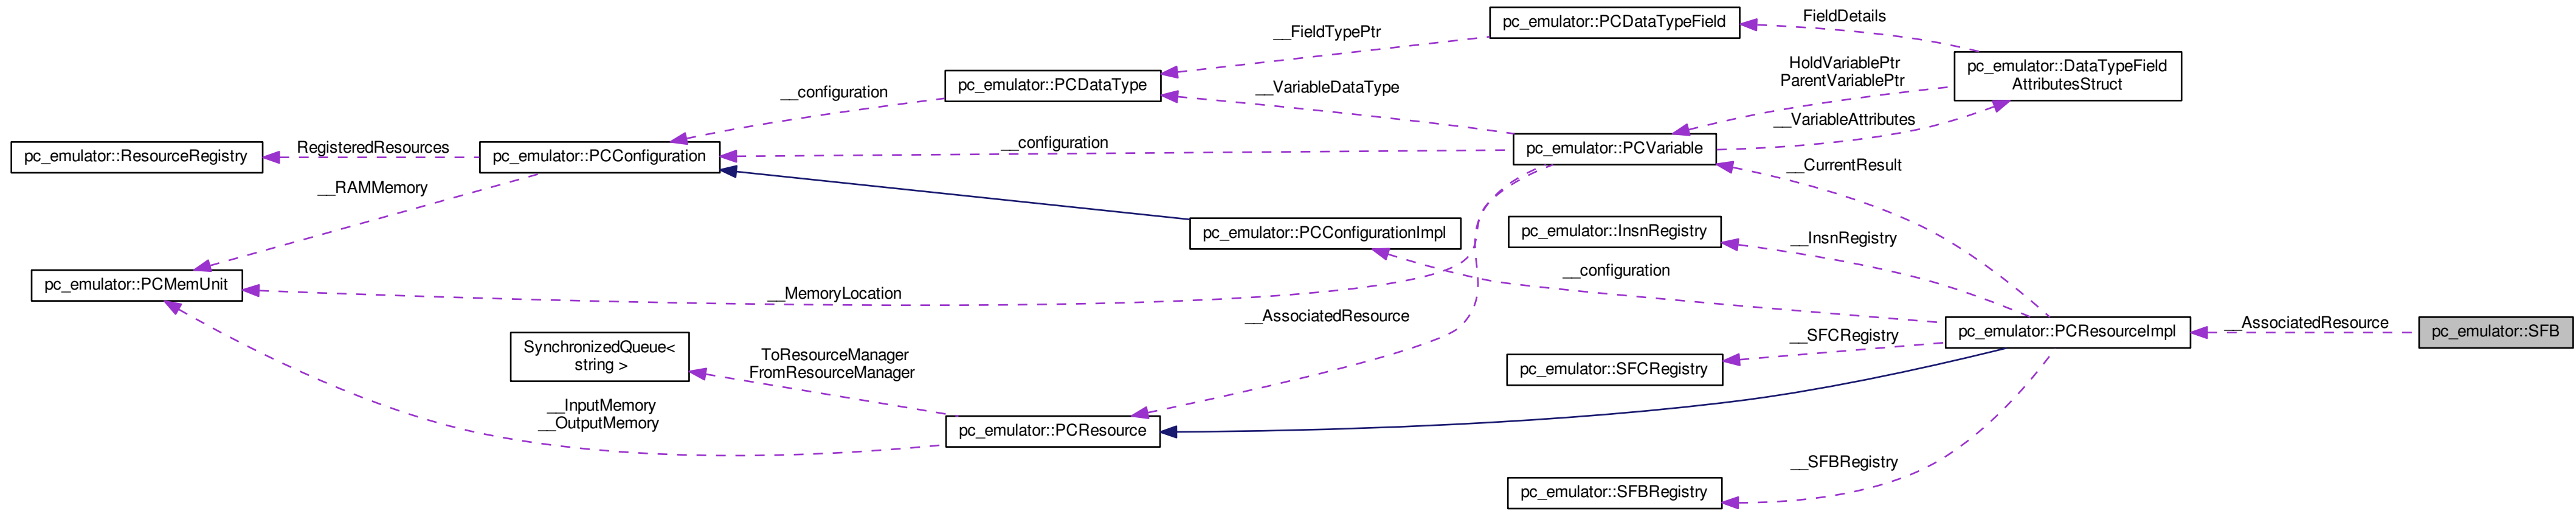 pc_emulator::PCDataTypeField
FieldDetails
__FieldTypePtr
pc_emulator::DataTypeField
AttributesStruct
HoldVariablePtr
ParentVariablePtr
pc_emulator::PCDataType
__VariableDataType
__configuration
__VariableAttributes
pc_emulator::ResourceRegistry
RegisteredResources
pc_emulator::PCConfiguration
__configuration
pc_emulator::PCVariable
__CurrentResult
__RAMMemory
pc_emulator::PCConfigurationImpl
pc_emulator::InsnRegistry
__InsnRegistry
__configuration
pc_emulator::PCMemUnit
__MemoryLocation
__AssociatedResource
pc_emulator::PCResourceImpl
__AssociatedResource
pc_emulator::SFB
SynchronizedQueue<
string >
ToResourceManager
FromResourceManager
__SFCRegistry
pc_emulator::SFCRegistry
__InputMemory
__OutputMemory
pc_emulator::PCResource
__SFBRegistry
pc_emulator::SFBRegistry